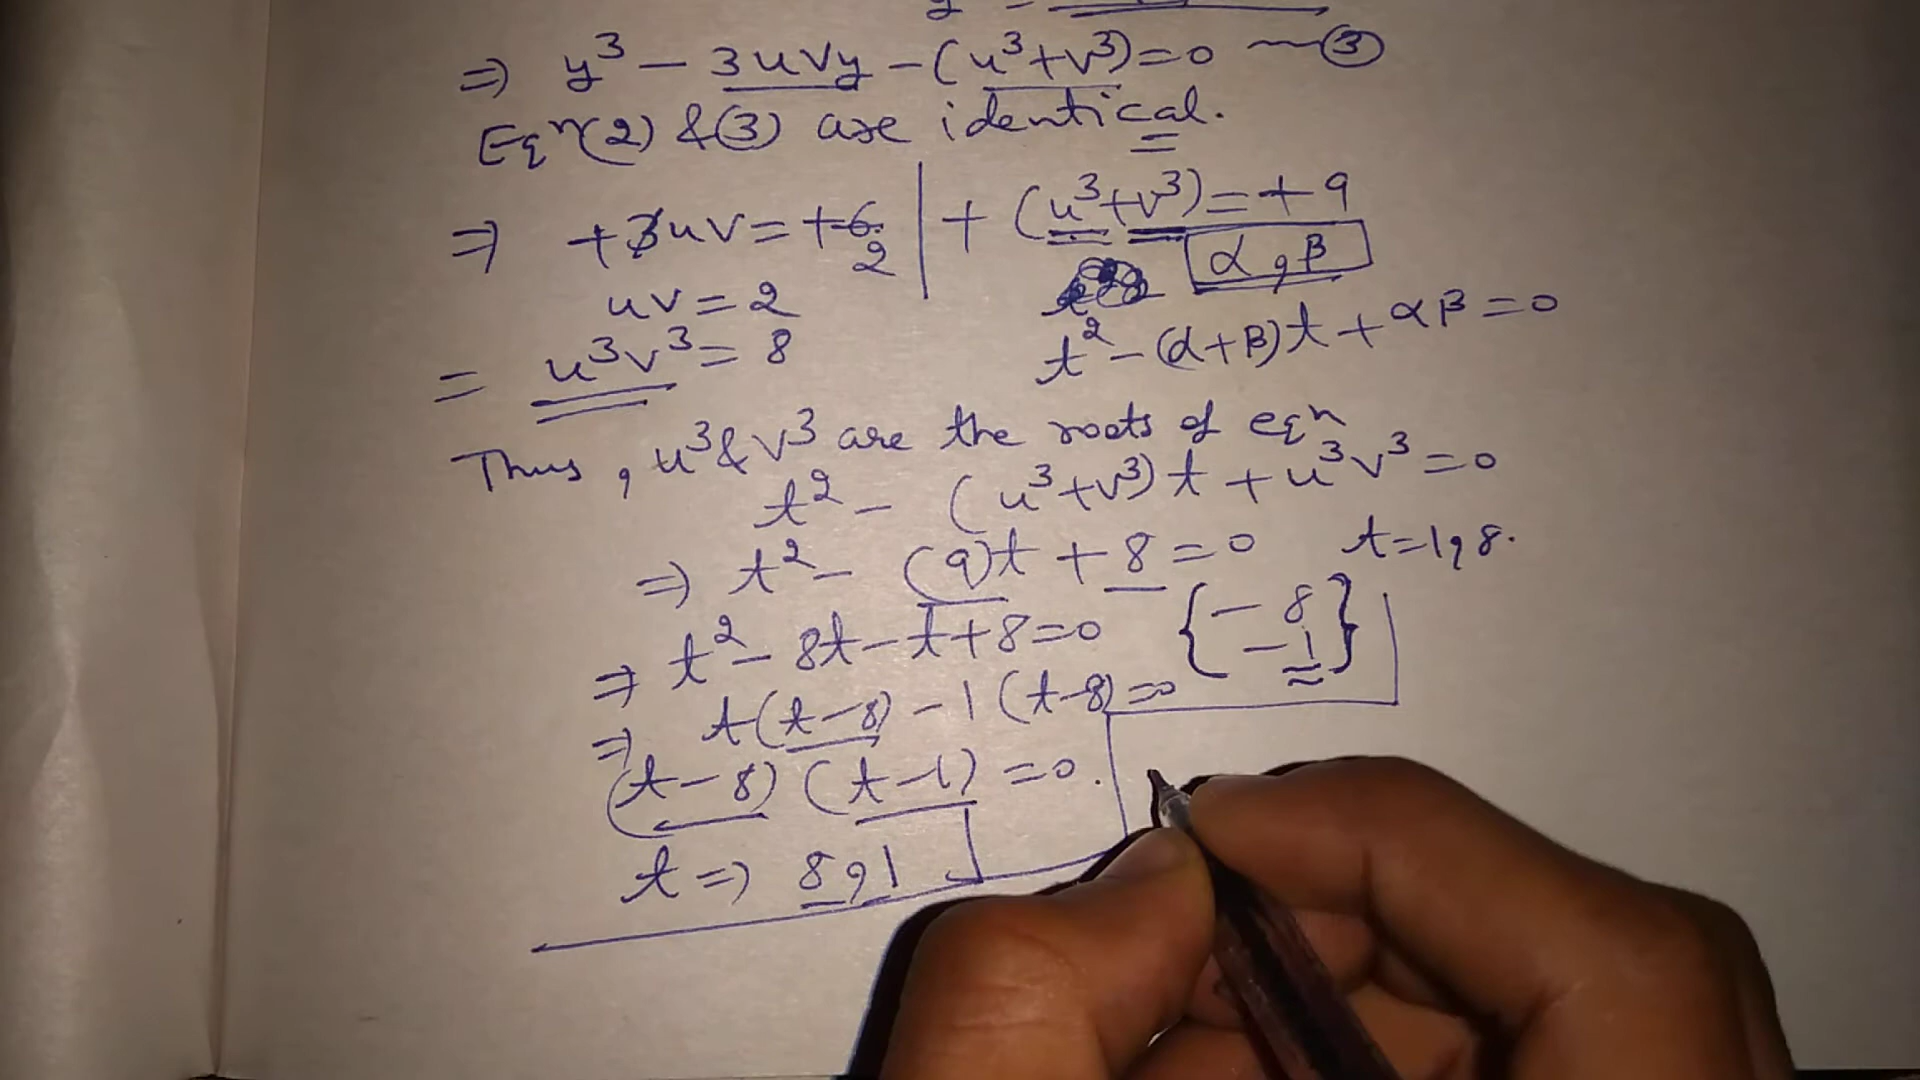 ⇒ y³ - 3uvy - (u³+v³)=0 — ③
Eqⁿ(2) & ③ are identical.
⇒ +3uv = +6 | + (u³+v³) = +9
2
α, β
uv = 2
t² - (α+β)t + αβ = 0
= u³v³ = 8
Thus, u³ & v³ are the roots of eqn
t² - (u³+v³)t + u³v³ = 0
⇒ t² - (9)t + 8 = 0 t=1,8.
⇒ t² - 8t - t + 8 = 0 { - 8
- 1 }
⇒ t(t-8) - 1(t-8) = 0
(t-8) (t-1) = 0.
t ⇒ 8,1